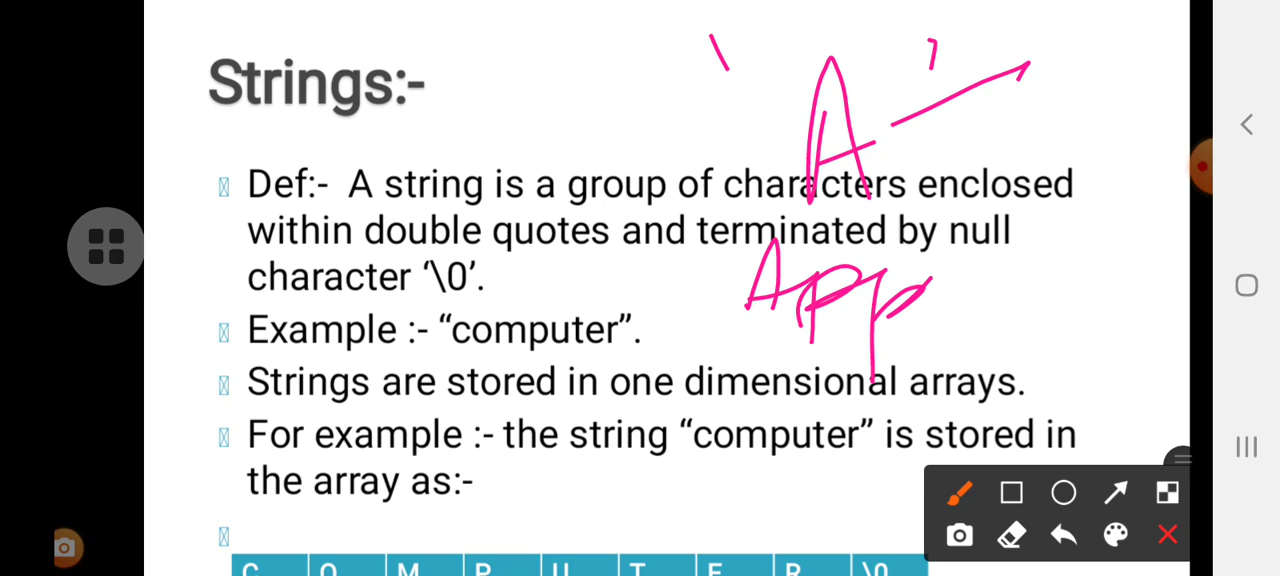 Strings:-
' A '
Def:- A string is a group of characters enclosed
within double quotes and terminated by null
character ‘\0’.
App
Example :- “computer”.
Strings are stored in one dimensional arrays.
For example :- the string “computer” is stored in
the array as:-
C O M P U T E R \0